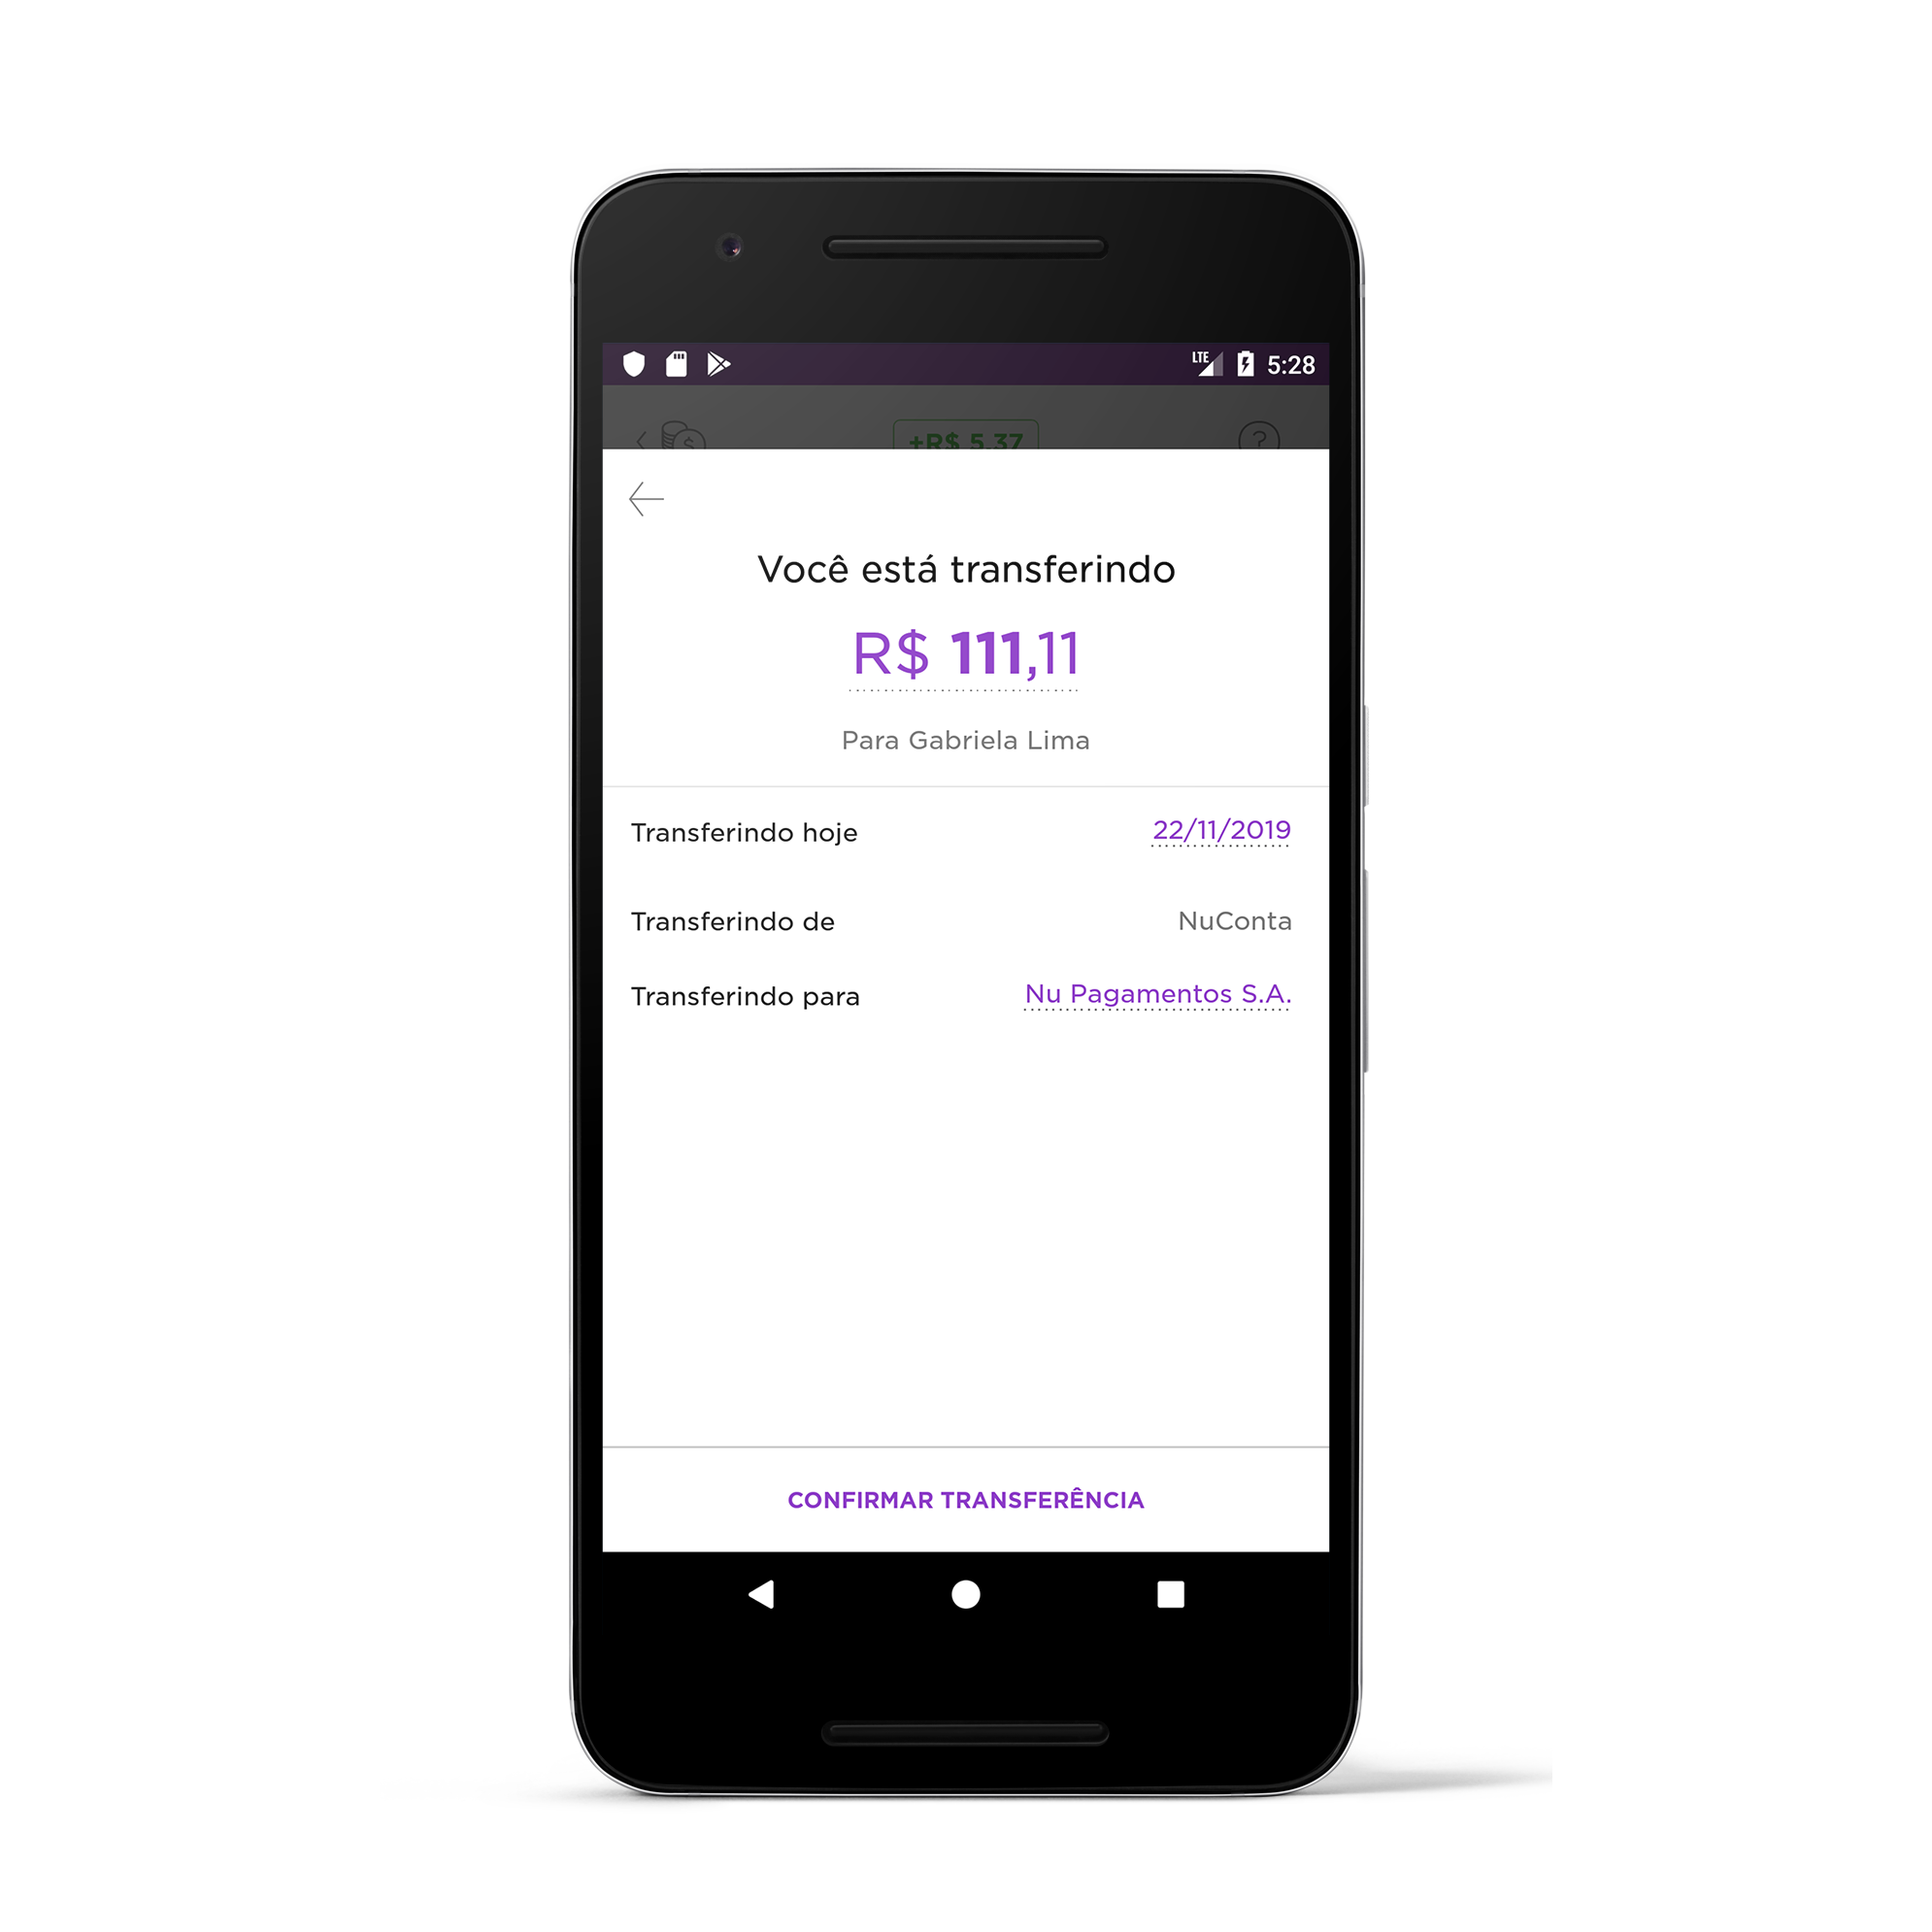 LTE 5:28
+R$ 5,37
?
Você está transferindo
R$ 111,11
Para Gabriela Lima
Transferindo hoje 22/11/2019
Transferindo de NuConta
Transferindo para Nu Pagamentos S.A.
CONFIRMAR TRANSFERÊNCIA